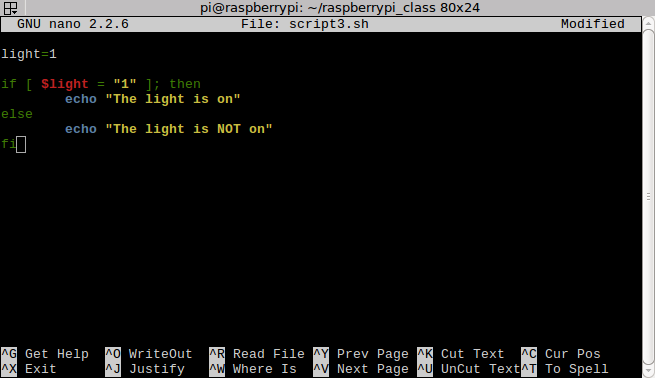 pi@raspberrypi: ~/raspberrypi_class 80x24
GNU nano 2.2.6 File: script3.sh Modified
light=1
if [ $light = "1" ]; then
echo "The light is on"
else
echo "The light is NOT on"
fi
^G Get Help ^O WriteOut ^R Read File ^Y Prev Page ^K Cut Text ^C Cur Pos
^X Exit ^J Justify ^W Where Is ^V Next Page ^U UnCut Text ^T To Spell